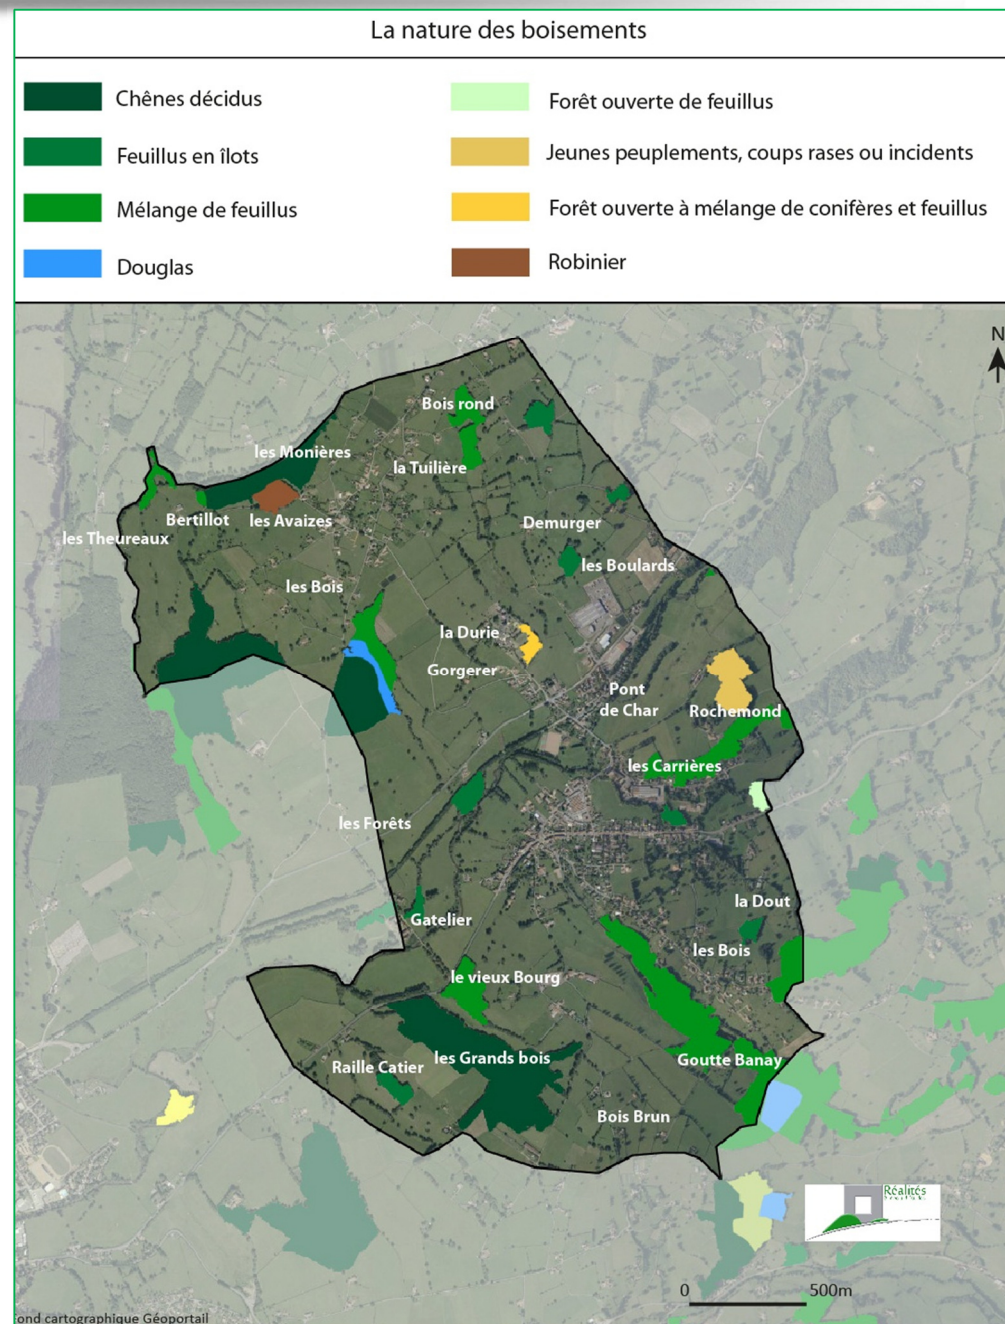 La nature des boisements
Chênes décidus
Feuillus en îlots
Mélange de feuillus
Douglas
Forêt ouverte de feuillus
Jeunes peuplements, coups rases ou incidents
Forêt ouverte à mélange de conifères et feuillus
Robinier
N
Bois rond
les Monières
la Tuilière
Bertillot
les Avaizes
les Theureaux
Demurger
les Boulards
les Bois
la Durie
Gorgerer
Pont
de Char
Rochemond
les Carrières
les Forêts
la Dout
Gatelier
les Bois
le vieux Bourg
les Grands bois
Raille Catier
Goutte Banay
Bois Brun
Réalités
0
500m
ond cartographique Géoportail